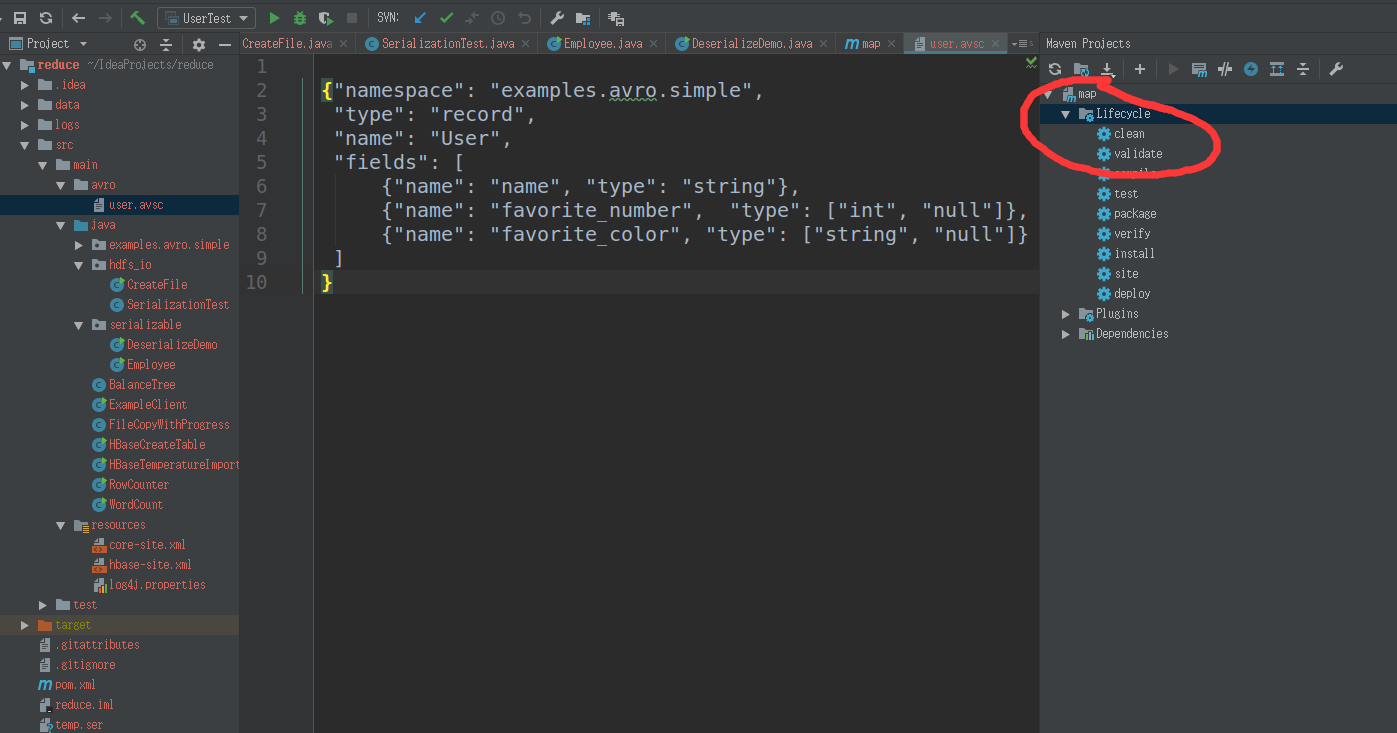 UserTest
SVN:
Project
CreateFile.java
SerializationTest.java
Employee.java
DeserializeDemo.java
map
user.avsc
Maven Projects
reduce ~/IdeaProjects/reduce
.idea
data
logs
src
main
avro
user.avsc
java
examples.avro.simple
hdfs_io
CreateFile
SerializationTest
serializable
DeserializeDemo
Employee
BalanceTree
ExampleClient
FileCopyWithProgress
HBaseCreateTable
HBaseTemperatureImport
RowCounter
WordCount
resources
core-site.xml
hbase-site.xml
log4j.properties
test
target
.gitattributes
.gitignore
pom.xml
reduce.iml
temp.ser
1
2 {"namespace": "examples.avro.simple",
3 "type": "record",
4 "name": "User",
5 "fields": [
6 {"name": "name", "type": "string"},
7 {"name": "favorite_number",  "type": ["int", "null"]},
8 {"name": "favorite_color", "type": ["string", "null"]}
9 ]
10 }
map
Lifecycle
clean
validate
compile
test
package
verify
install
site
deploy
Plugins
Dependencies